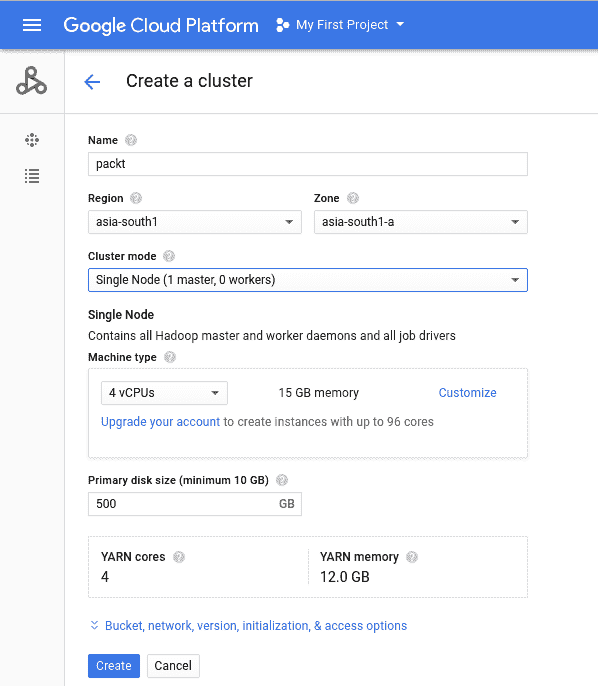 Google Cloud Platform My First Project
Create a cluster
Name
packt
Region Zone
asia-south1 asia-south1-a
Cluster mode
Single Node (1 master, 0 workers)
Single Node
Contains all Hadoop master and worker daemons and all job drivers
Machine type
4 vCPUs 15 GB memory Customize
Upgrade your account to create instances with up to 96 cores
Primary disk size (minimum 10 GB)
500 GB
YARN cores YARN memory
4 12.0 GB
Bucket, network, version, initialization, & access options
Create Cancel